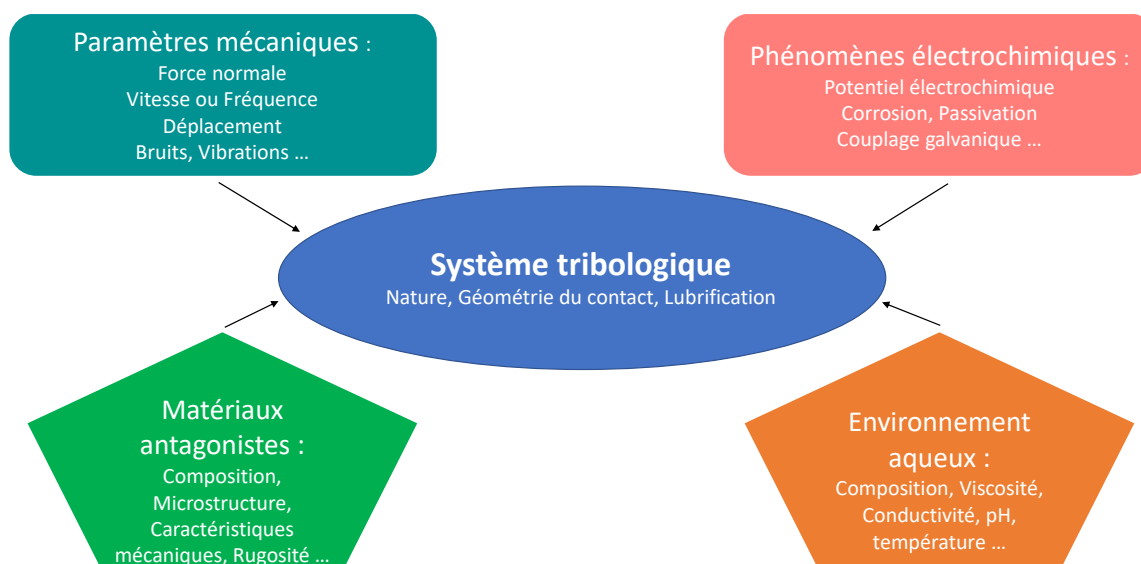 Paramètres mécaniques :
Force normale
Vitesse ou Fréquence
Déplacement
Bruits, Vibrations ...
Phénomènes électrochimiques :
Potentiel électrochimique
Corrosion, Passivation
Couplage galvanique ...
Système tribologique
Nature, Géométrie du contact, Lubrification
Matériaux
antagonistes :
Composition,
Microstructure,
Caractéristiques
mécaniques, Rugosité ...
Environnement
aqueux :
Composition, Viscosité,
Conductivité, pH,
température ...